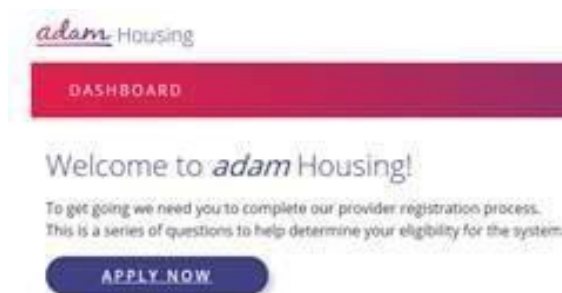 adam Housing
DASHBOARD
Welcome to adam Housing!
To get going we need you to complete our provider registration process.
This is a series of questions to help determine your eligibility for the system.
APPLY NOW